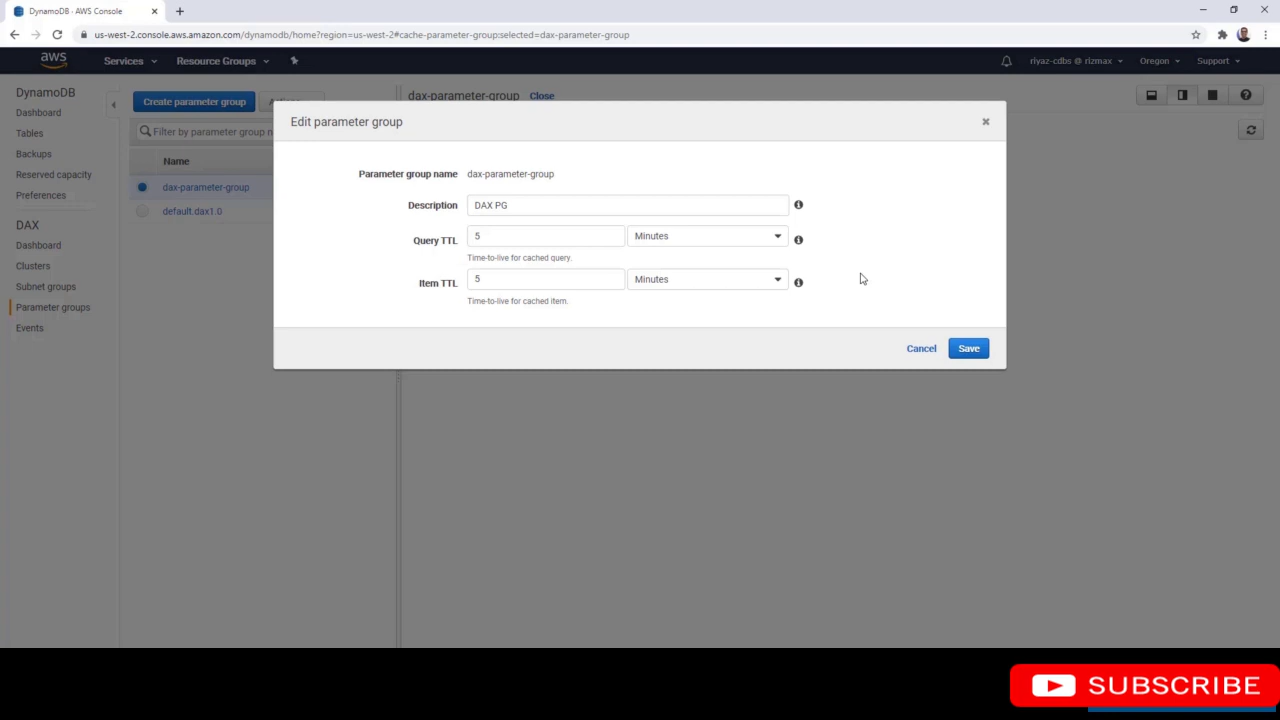 DynamoDB · AWS Console
us-west-2.console.aws.amazon.com/dynamodb/home?region=us-west-2#cache-parameter-group:selected=dax-parameter-group
aws
Services
Resource Groups
riyaz-cdbs @ rizmax
Oregon
Support
DynamoDB
Dashboard
Tables
Backups
Reserved capacity
Preferences
DAX
Dashboard
Clusters
Subnet groups
Parameter groups
Events
Create parameter group
Actions
Filter by parameter group n
Name
dax-parameter-group
default.dax1.0
dax-parameter-group Close
Edit parameter group
Parameter group name dax-parameter-group
Description DAX PG
Query TTL 5 Minutes
Time-to-live for cached query.
Item TTL 5 Minutes
Time-to-live for cached item.
Cancel Save
SUBSCRIBE